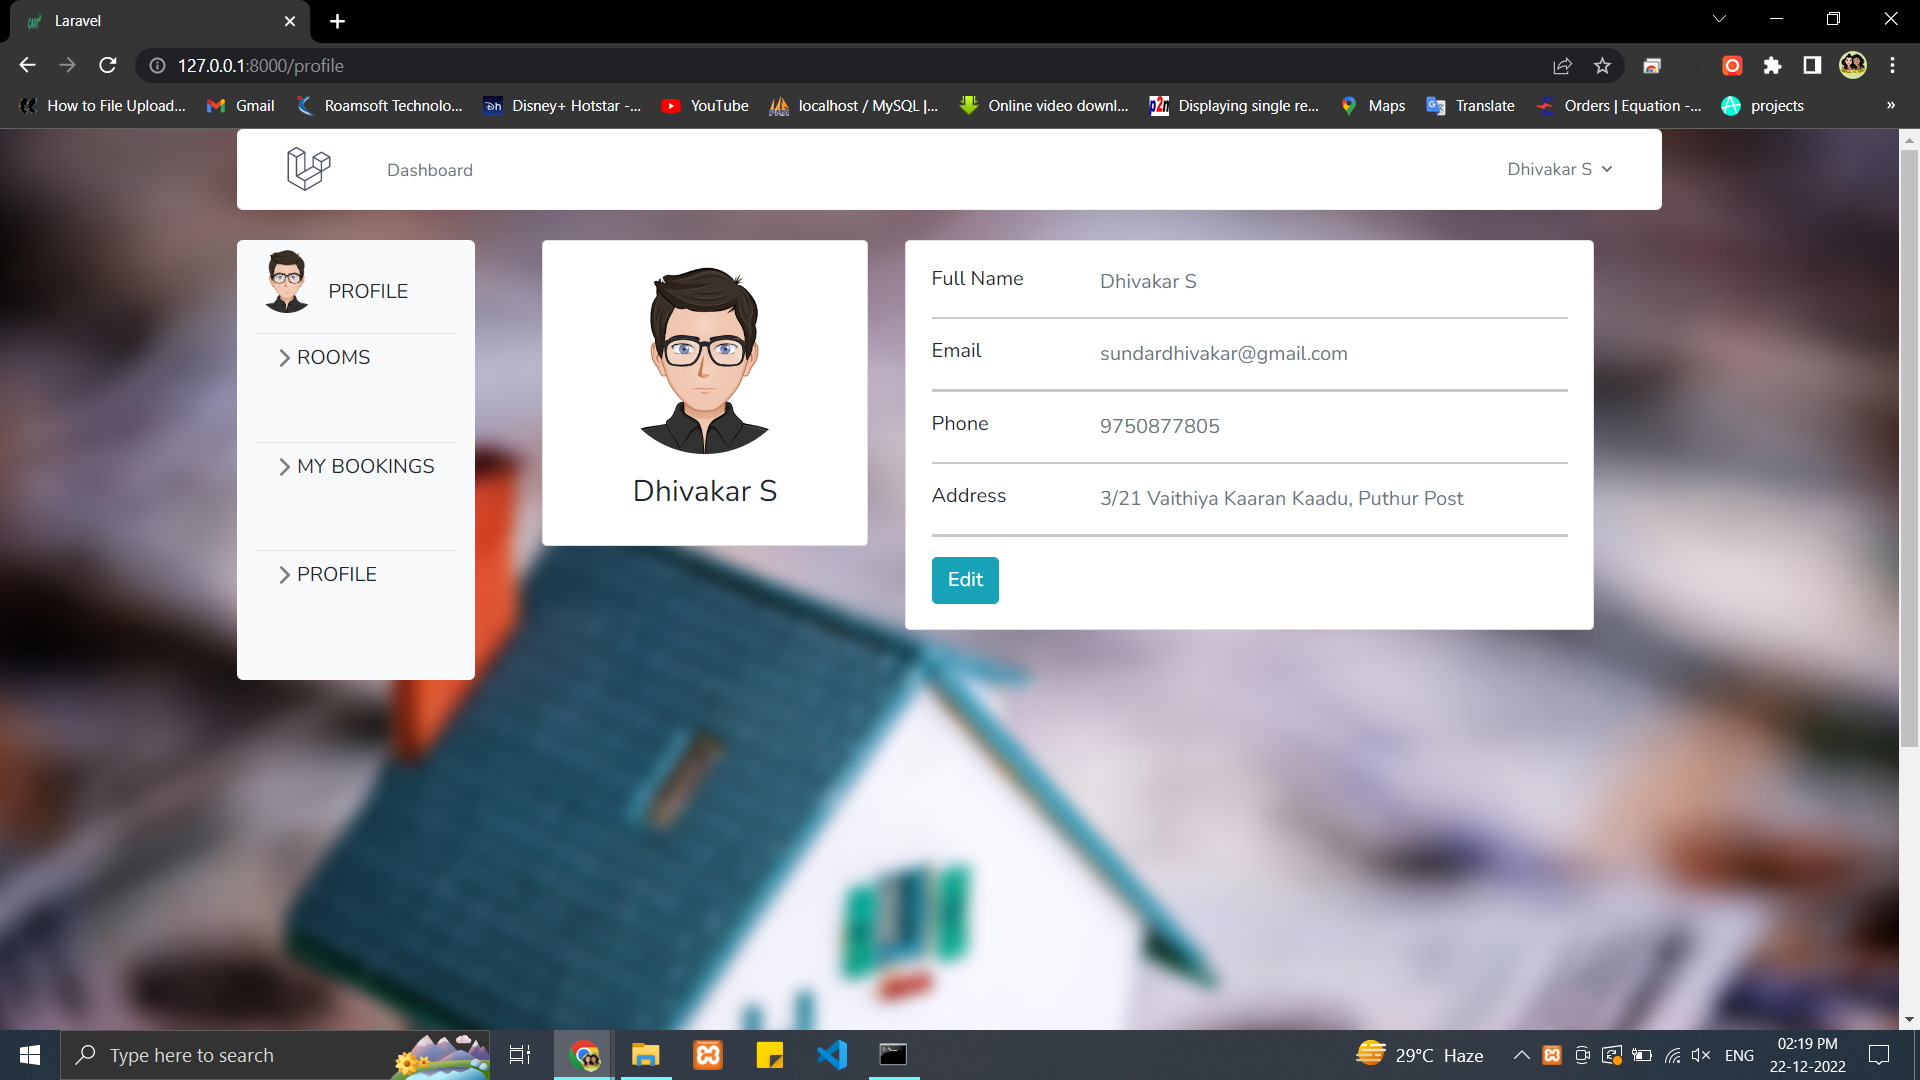 Laravel
127.0.0.1:8000/profile
How to File Upload...
Gmail
Roamsoft Technolo...
Disney+ Hotstar -...
YouTube
localhost / MySQL |...
Online video downl...
Displaying single re...
Maps
Translate
Orders | Equation -...
projects
»
Dashboard
Dhivakar S
PROFILE
ROOMS
MY BOOKINGS
PROFILE
Dhivakar S
Full Name Dhivakar S
Email sundardhivakar@gmail.com
Phone 9750877805
Address 3/21 Vaithiya Kaaran Kaadu, Puthur Post
Edit
Type here to search
29°C Haze
ENG
02:19 PM
22-12-2022